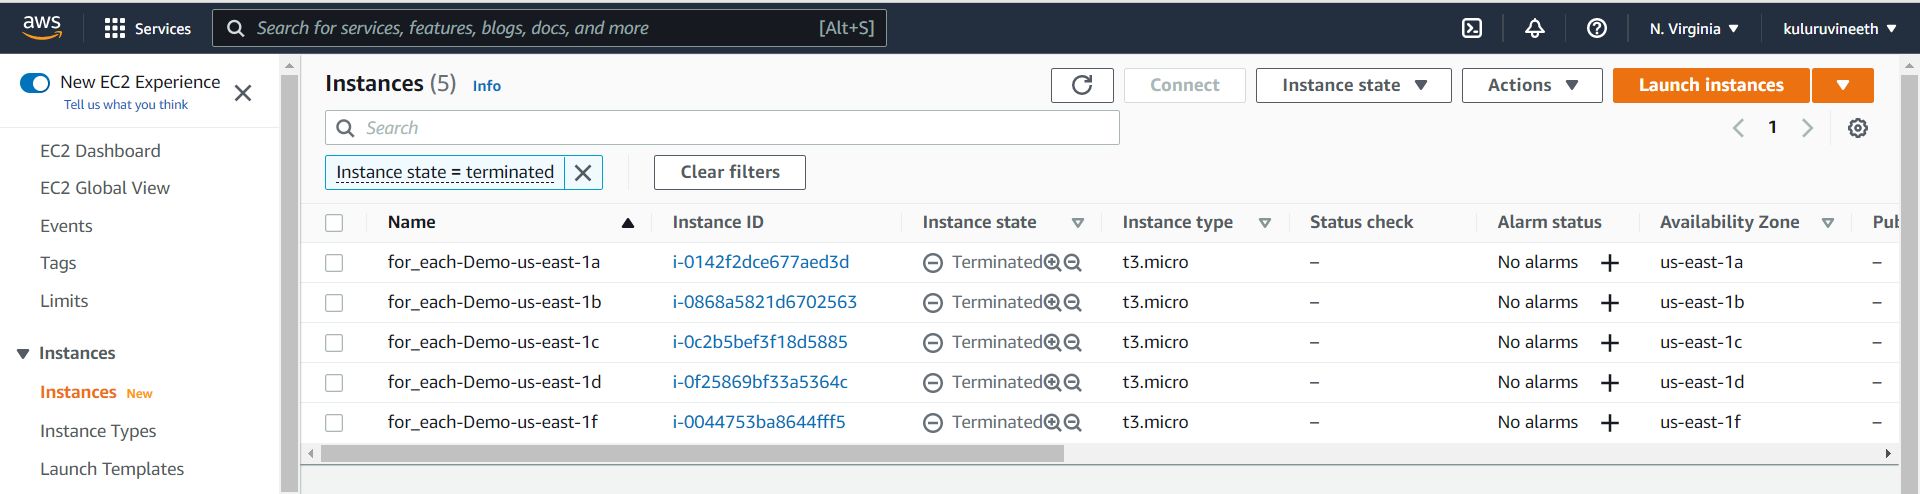 aws Services Search for services, features, blogs, docs, and more [Alt+S] N. Virginia ▼ kuluruvineeth ▼
New EC2 Experience
Tell us what you think
EC2 Dashboard
EC2 Global View
Events
Tags
Limits
Instances
Instances New
Instance Types
Launch Templates
Instances (5) Info Connect Instance state ▼ Actions ▼ Launch instances ▼
Search
1
Instance state = terminated Clear filters
Name Instance ID Instance state Instance type Status check Alarm status Availability Zone Pub
for_each-Demo-us-east-1a i-0142f2dce677aed3d Terminated t3.micro – No alarms + us-east-1a –
for_each-Demo-us-east-1b i-0868a5821d6702563 Terminated t3.micro – No alarms + us-east-1b –
for_each-Demo-us-east-1c i-0c2b5bef3f18d5885 Terminated t3.micro – No alarms + us-east-1c –
for_each-Demo-us-east-1d i-0f25869bf33a5364c Terminated t3.micro – No alarms + us-east-1d –
for_each-Demo-us-east-1f i-0044753ba8644fff5 Terminated t3.micro – No alarms + us-east-1f –